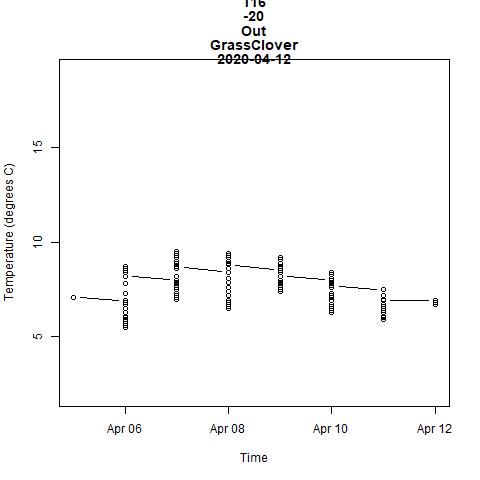 116
-20
Out
GrassClover
2020-04-12
Temperature (degrees C)
15
10
5
Apr 06
Apr 08
Apr 10
Apr 12
Time